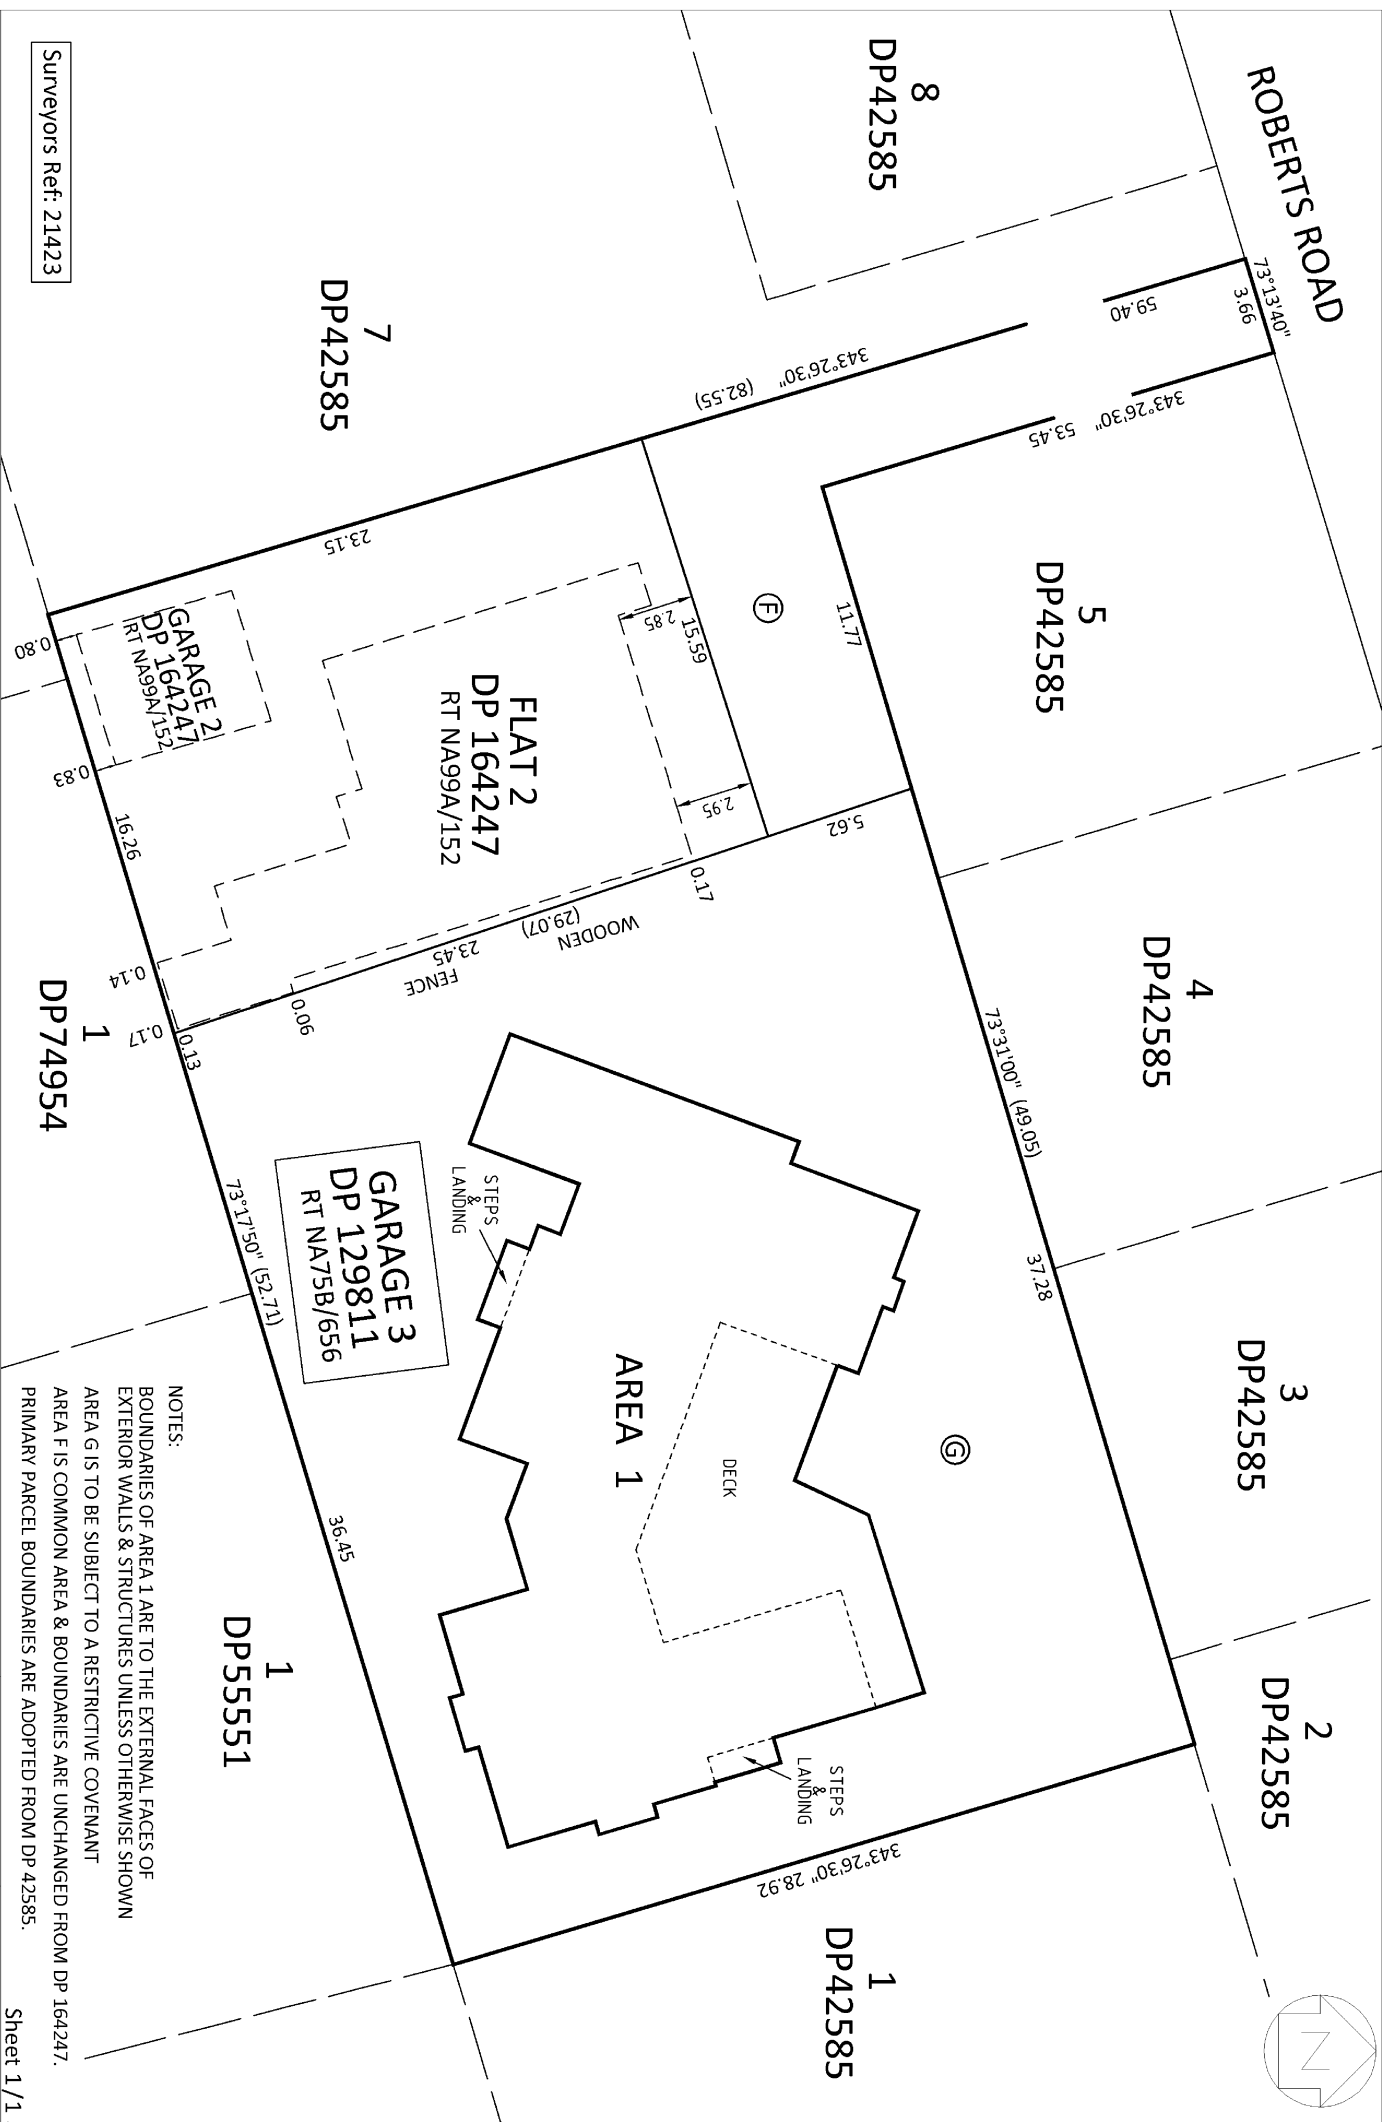 ROBERTS ROAD
73°13'40"
3.66
59.40
343°26'30"
53.45
343°26'30" (82.55)
8
DP42585
7
DP42585
5
DP42585
4
DP42585
3
DP42585
2
DP42585
1
DP42585
F
11.77
15.59
2.85
2.95
5.62
23.15
FLAT 2
DP 164247
RT NA99A/152
GARAGE 2
DP 164247
RT NA99A/152
0.80
0.83
16.26
0.14
0.17
0.13
0.06
0.17
WOODEN
(29.07)
23.45
FENCE
73°31'00" (49.05)
37.28
G
AREA 1
DECK
STEPS
&
LANDING
STEPS
&
LANDING
GARAGE 3
DP 129811
RT NA75B/656
73°17'50" (52.71)
36.45
343°26'30" 28.92
1
DP74954
1
DP55551
N
NOTES:
BOUNDARIES OF AREA 1 ARE TO THE EXTERNAL FACES OF
EXTERIOR WALLS & STRUCTURES UNLESS OTHERWISE SHOWN
AREA G IS TO BE SUBJECT TO A RESTRICTIVE COVENANT
AREA F IS COMMON AREA & BOUNDARIES ARE UNCHANGED FROM DP 164247.
PRIMARY PARCEL BOUNDARIES ARE ADOPTED FROM DP 42585.
Surveyors Ref: 21423
Sheet 1/1